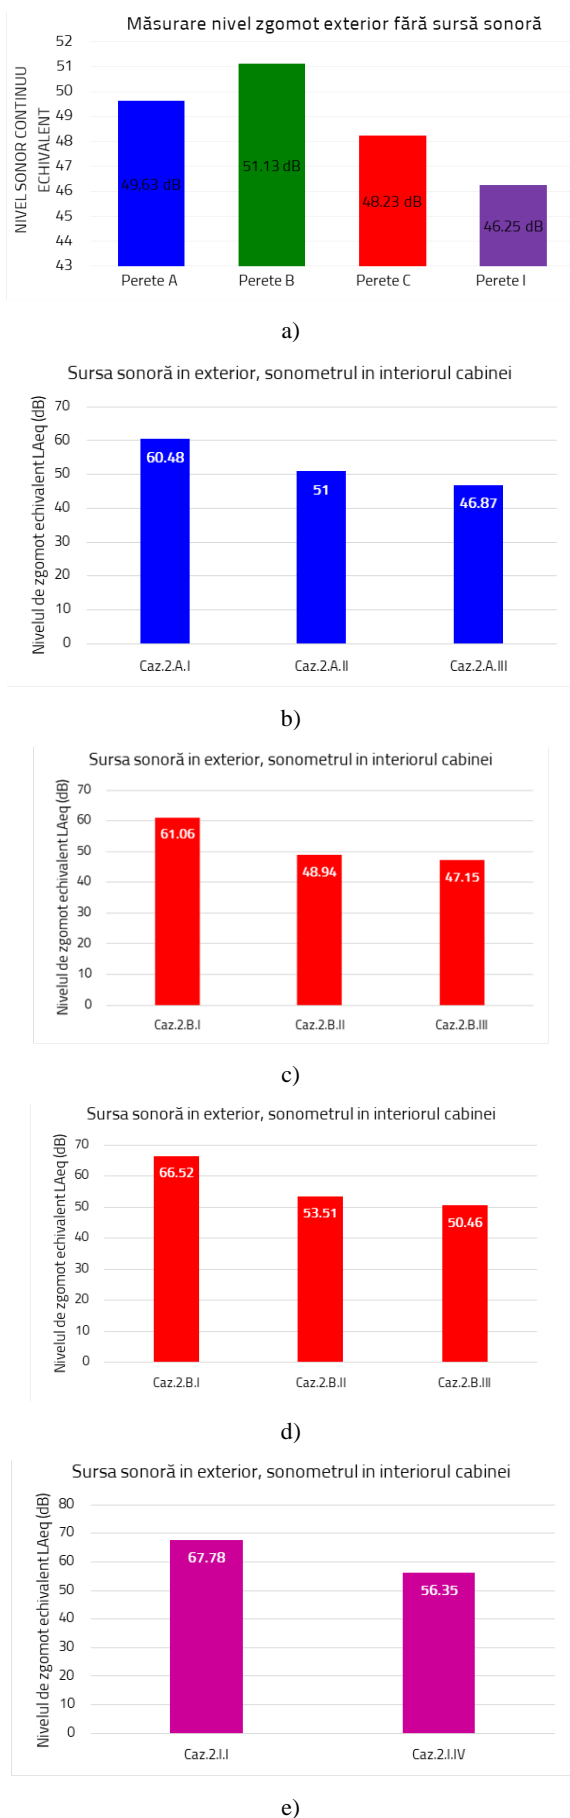 Măsurare nivel zgomot exterior fără sursă sonoră
NIVEL SONOR CONTINUU
ECHIVALENT
52
51
50
49
48
47
46
45
44
43
49,63 dB
51.13 dB
48.23 dB
46.25 dB
Perete A
Perete B
Perete C
Perete I
a)
Sursa sonoră in exterior, sonometrul in interiorul cabinei
Nivelul de zgomot echivalent LAeq (dB)
70
60
50
40
30
20
10
0
60.48
51
46.87
Caz.2.A.I
Caz.2.A.II
Caz.2.A.III
b)
Sursa sonoră in exterior, sonometrul in interiorul cabinei
Nivelul de zgomot echivalent LAeq (dB)
70
60
50
40
30
20
10
0
61.06
48.94
47.15
Caz.2.B.I
Caz.2.B.II
Caz.2.B.III
c)
Sursa sonoră in exterior, sonometrul in interiorul cabinei
Nivelul de zgomot echivalent LAeq (dB)
70
60
50
40
30
20
10
0
66.52
53.51
50.46
Caz.2.B.I
Caz.2.B.II
Caz.2.B.III
d)
Sursa sonoră in exterior, sonometrul in interiorul cabinei
Nivelul de zgomot echivalent LAeq (dB)
80
70
60
50
40
30
20
10
0
67.78
56.35
Caz.2.I.I
Caz.2.I.IV
e)